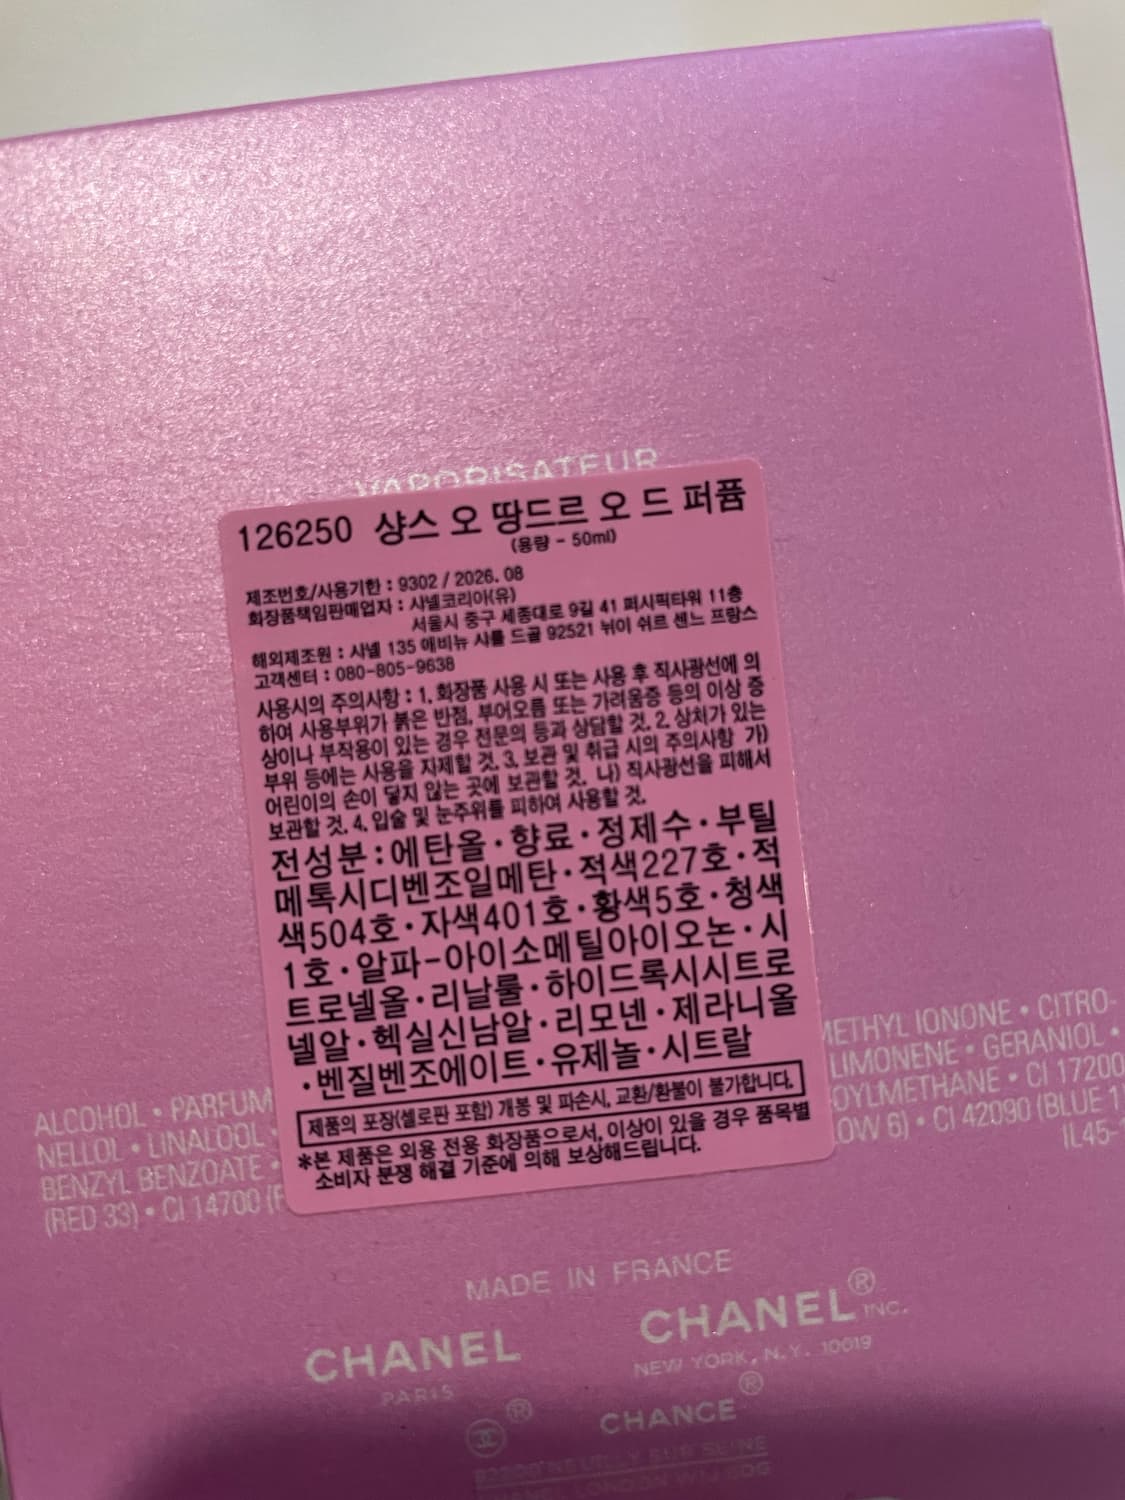 VAPORISATEUR
126250 샹스 오 땅드르 오 드 퍼퓸
(용량 - 50ml)
제조번호/사용기한 : 9302 / 2026. 08
화장품책임판매업자 : 샤넬코리아(유)
서울시 중구 세종대로 9길 41 퍼시픽타워 11층
해외제조원 : 샤넬 135 애비뉴 샤를 드골 92521 뉘이 쉬르 센느 프랑스
고객센터 : 080-805-9638
사용시의 주의사항 : 1. 화장품 사용 시 또는 사용 후 직사광선에 의
하여 사용부위가 붉은 반점, 부어오름 또는 가려움증 등의 이상 증
상이나 부작용이 있는 경우 전문의 등과 상담할 것. 2. 상처가 있는
부위 등에는 사용을 자제할 것. 3. 보관 및 취급 시의 주의사항 가)
어린이의 손이 닿지 않는 곳에 보관할 것. 나) 직사광선을 피해서
보관할 것. 4. 입술 및 눈주위를 피하여 사용할 것.
전성분 : 에탄올 · 향료 · 정제수 · 부틸
메톡시디벤조일메탄 · 적색227호 · 적
색504호 · 자색401호 · 황색5호 · 청색
1호 · 알파-아이소메틸아이오논 · 시
트로넬올 · 리날룰 · 하이드록시시트로
넬알 · 헥실신남알 · 리모넨 · 제라니올
· 벤질벤조에이트 · 유제놀 · 시트랄
제품의 포장(셀로판 포함) 개봉 및 파손시, 교환/환불이 불가합니다.
*본 제품은 외용 전용 화장품으로서, 이상이 있을 경우 품목별
소비자 분쟁 해결 기준에 의해 보상해드립니다.
ALCOHOL • PARFUM METHYL IONONE • CITRO-
NELLOL • LINALOOL • LIMONENE • GERANIOL •
BENZYL BENZOATE • OYLMETHANE • CI 17200
(RED 33) • CI 14700 (R OW 6) • CI 42090 (BLUE 1)
IL45-
MADE IN FRANCE
CHANEL CHANEL® INC.
PARIS NEW YORK, N.Y. 10019
® CHANCE®